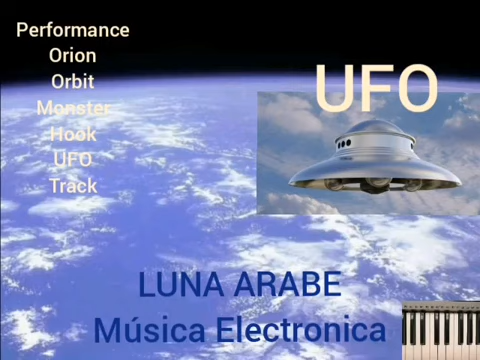 Performance
Orion
Orbit
Monster
Hook
UFO
Track
UFO
LUNA ARABE
Música Electronica